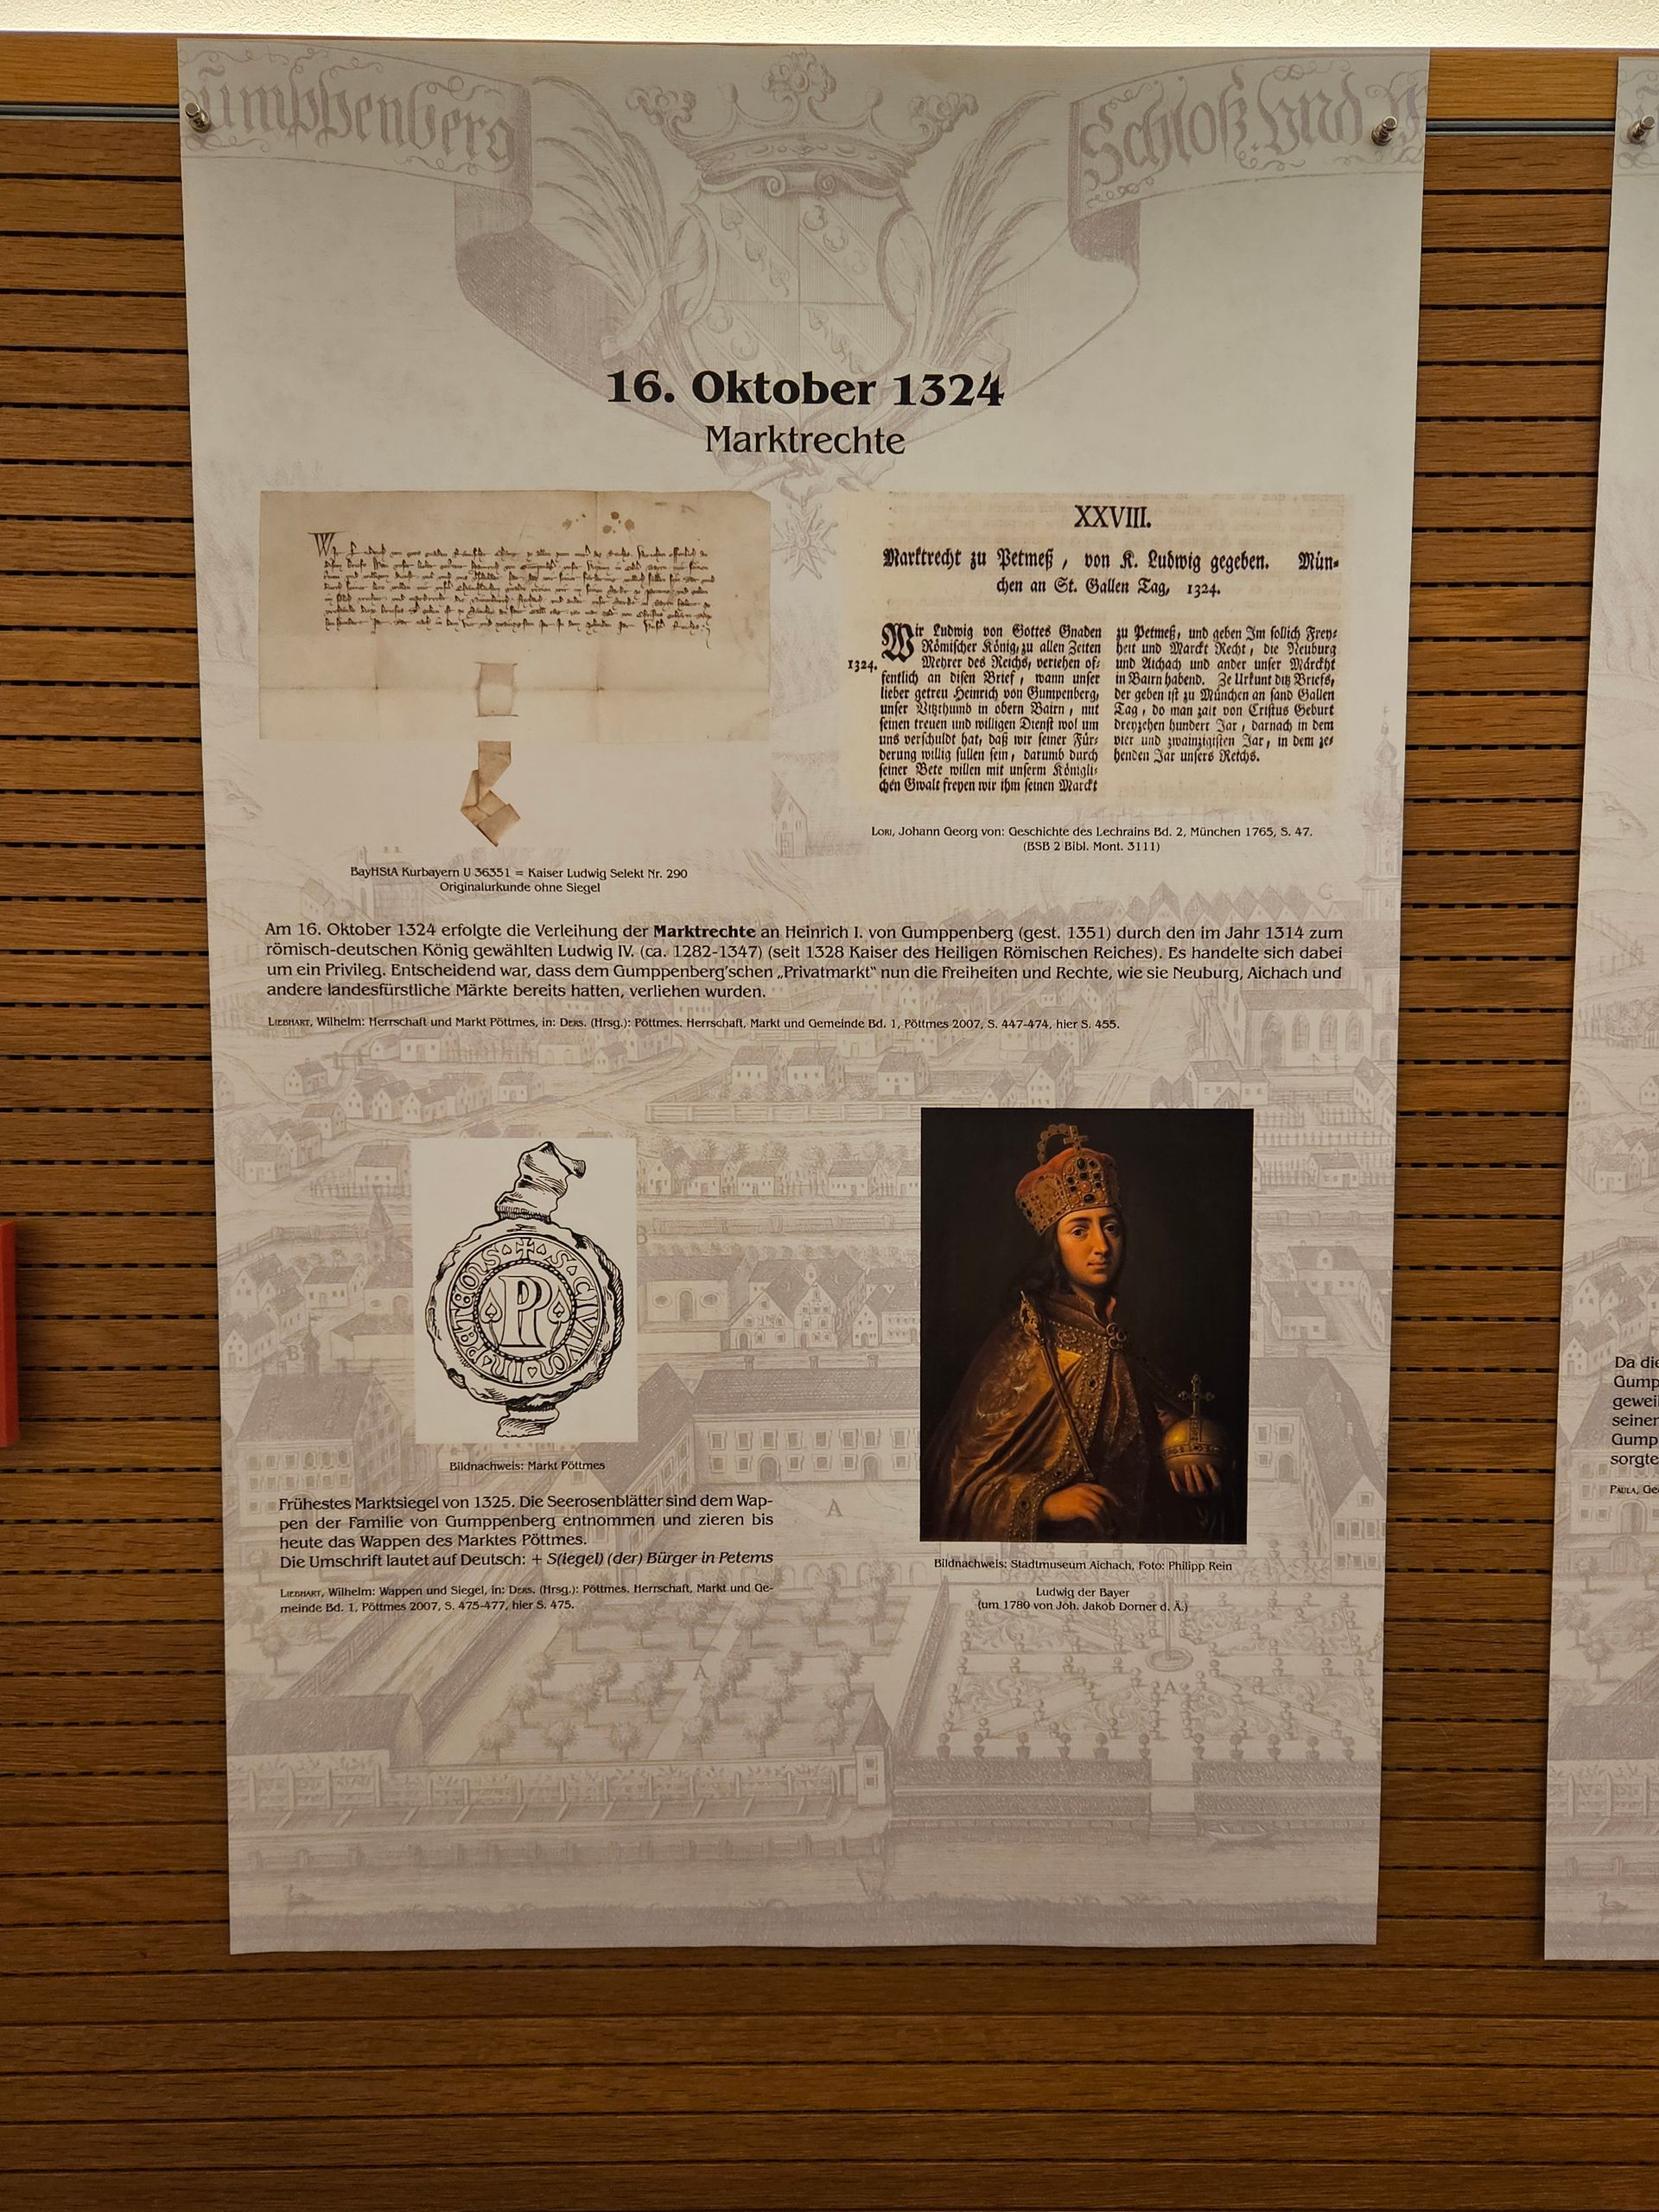 ümppenberg
Schloß. Vnd
16. Oktober 1324
Marktrechte
XXVIII.
Marktrecht zu Petmeß, von K. Ludwig gegeben. Mün-
chen an St. Gallen Tag, 1324.
1324.
Wir Ludwig von Gottes Gnaden
Römischer König, zu allen Zeiten
Mehrer des Reichs, veriehen of-
fentlich an disen Brief, wann unser
lieber getreu Heinrich von Gumpenberg,
unser Vitzthumb in obern Bairn, mit
seinen treuen und willigen Dienst wol um
uns verschuldt hat, daß wir seiner Für-
derung willig sullen sein, darumb durch
seiner Bete willen mit unserm Königli-
chen Gwalt freyen wir ihm seinen Marckt
zu Petmeß, und geben Im sollich Frey-
heit und Marckt Recht, die Neuburg
und Aichach und ander unser Märckht
in Bairn habend. Ze Urkunt diß Briefs,
der geben ist zu München an sand Gallen
Tag, do man zalt von Cristus Geburt
dreyzehen hundert Jar, darnach in dem
vier und zwainzigisten Jar, in dem ze-
henden Jar unsers Reichs.
LORI, Johann Georg von: Geschichte des Lechrains Bd. 2, München 1765, S. 47.
(BSB 2 Bibl. Mont. 3111)
BayHStA Kurbayern U 36351 = Kaiser Ludwig Selekt Nr. 290
Originalurkunde ohne Siegel
Am 16. Oktober 1324 erfolgte die Verleihung der Marktrechte an Heinrich I. von Gumppenberg (gest. 1351) durch den im Jahr 1314 zum
römisch-deutschen König gewählten Ludwig IV. (ca. 1282-1347) (seit 1328 Kaiser des Heiligen Römischen Reiches). Es handelte sich dabei
um ein Privileg. Entscheidend war, dass dem Gumppenberg'schen „Privatmarkt“ nun die Freiheiten und Rechte, wie sie Neuburg, Aichach und
andere landesfürstliche Märkte bereits hatten, verliehen wurden.
LIEBHART, Wilhelm: Herrschaft und Markt Pöttmes, in: DERS. (Hrsg.): Pöttmes. Herrschaft, Markt und Gemeinde Bd. 1, Pöttmes 2007, S. 447-474, hier S. 455.
+ S CIVIVM IN PETEMS
P
Bildnachweis: Markt Pöttmes
Frühestes Marktsiegel von 1325. Die Seerosenblätter sind dem Wap-
pen der Familie von Gumppenberg entnommen und zieren bis
heute das Wappen des Marktes Pöttmes.
Die Umschrift lautet auf Deutsch: + S(iegel) (der) Bürger in Petems
LIEBHART, Wilhelm: Wappen und Siegel, in: DERS. (Hrsg.): Pöttmes. Herrschaft, Markt und Ge-
meinde Bd. 1, Pöttmes 2007, S. 475-477, hier S. 475.
Bildnachweis: Stadtmuseum Aichach, Foto: Philipp Rein
Ludwig der Bayer
(um 1780 von Joh. Jakob Dorner d. Ä.)
A
A
A
Da die
Gump
gewei
seiner
Gump
sorgte
PAULA, Ge